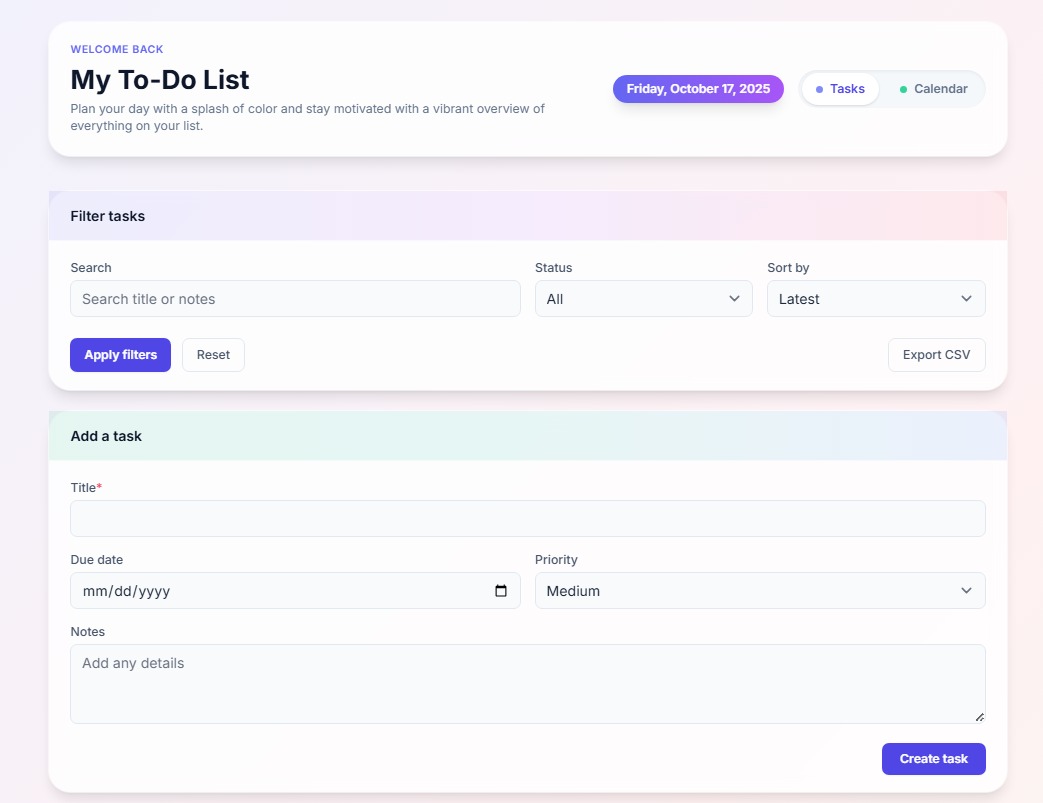 WELCOME BACK
My To-Do List
Plan your day with a splash of color and stay motivated with a vibrant overview of
everything on your list.
Friday, October 17, 2025
Tasks
Calendar
Filter tasks
Search
Status
Sort by
Search title or notes
All
Latest
Apply filters
Reset
Export CSV
Add a task
Title*
Due date
Priority
mm/dd/yyyy
Medium
Notes
Add any details
Create task